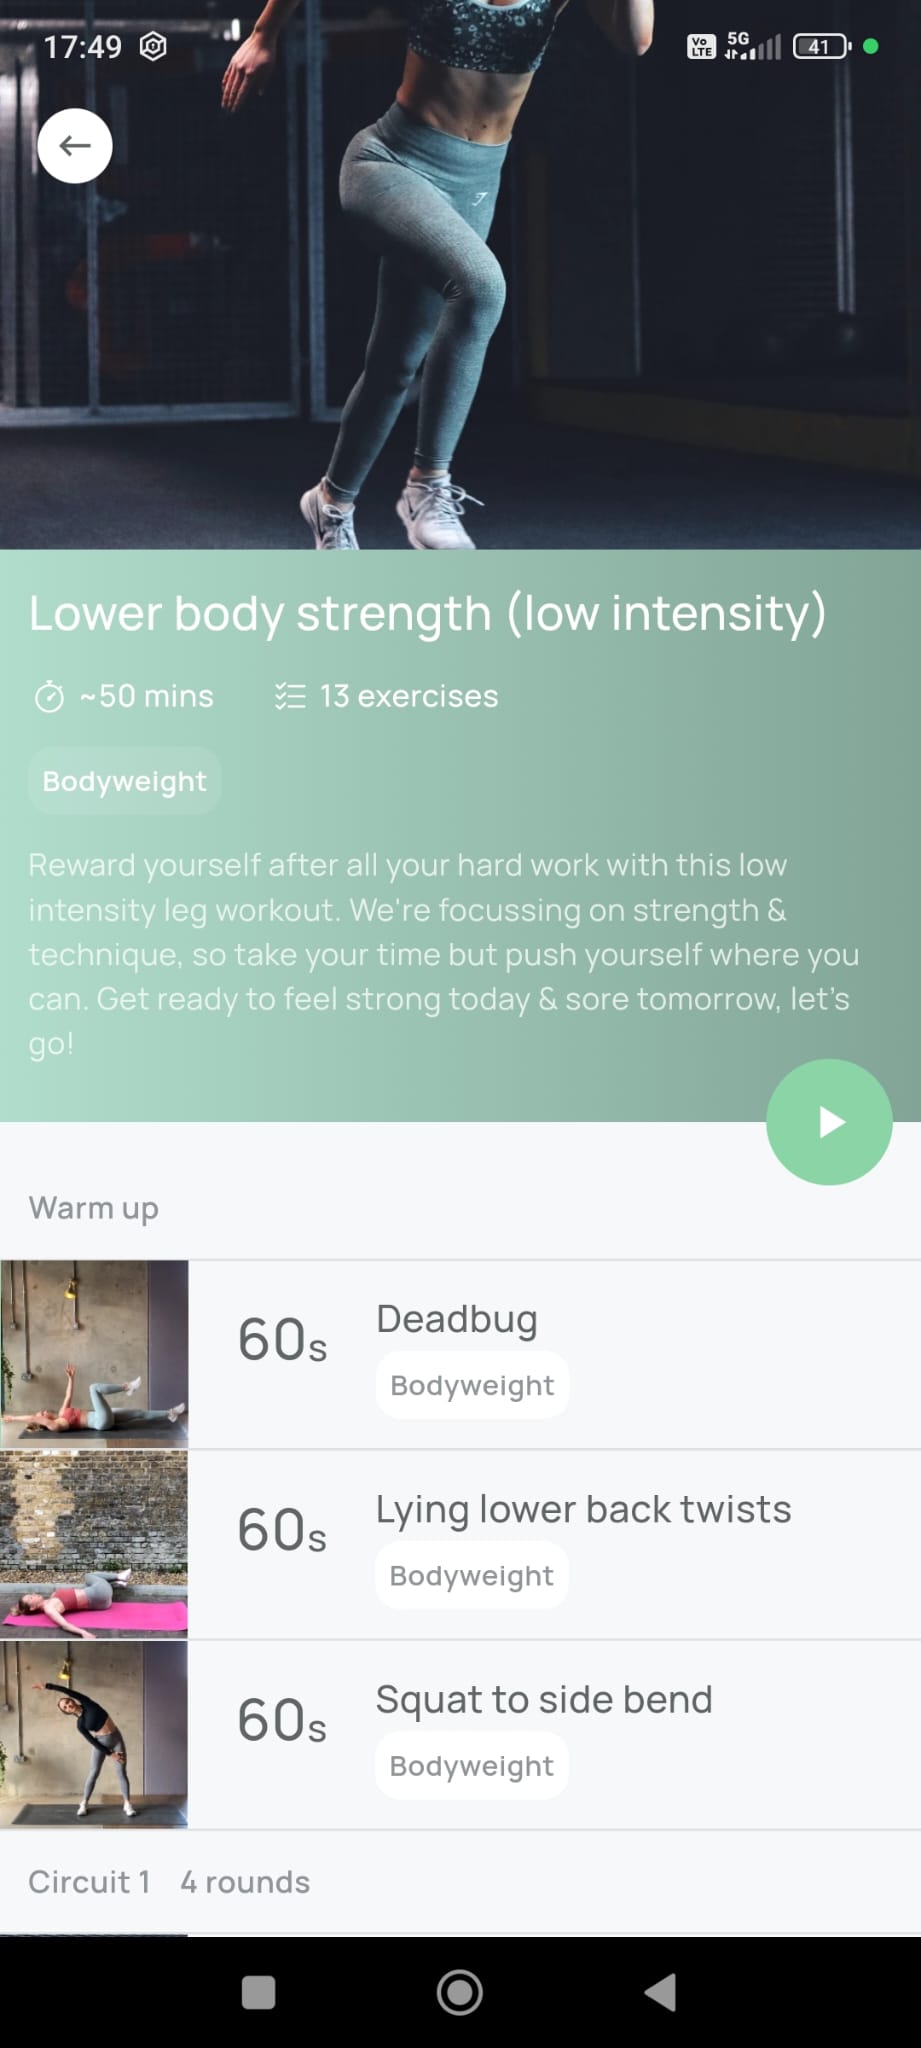 17:49
Vo
LTE
5G
41
Lower body strength (low intensity)
~50 mins
13 exercises
Bodyweight
Reward yourself after all your hard work with this low
intensity leg workout. We're focussing on strength &
technique, so take your time but push yourself where you
can. Get ready to feel strong today & sore tomorrow, let’s
go!
Warm up
60s
Deadbug
Bodyweight
60s
Lying lower back twists
Bodyweight
60s
Squat to side bend
Bodyweight
Circuit 1 4 rounds